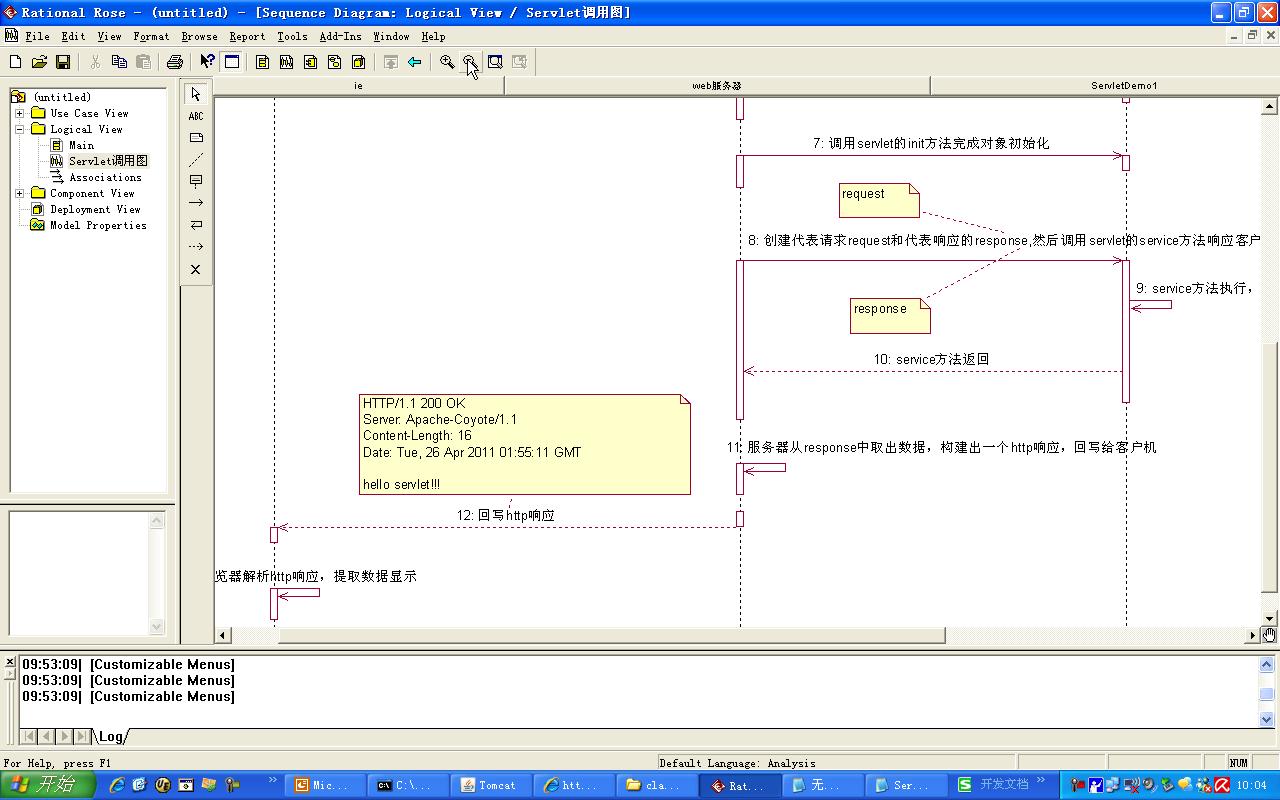 Rational Rose - (untitled) - [Sequence Diagram: Logical View / Servlet调用图]
File Edit View Format Browse Report Tools Add-Ins Window Help
ie web服务器 ServletDemo1
(untitled)
Use Case View
Logical View
Main
Servlet调用图
Associations
Component View
Deployment View
Model Properties
ABC
7: 调用servlet的init方法完成对象初始化
request
8: 创建代表请求request和代表响应的response,然后调用servlet的service方法响应客户
9: service方法执行，
response
10: service方法返回
HTTP/1.1 200 OK
Server: Apache-Coyote/1.1
Content-Length: 16
Date: Tue, 26 Apr 2011 01:55:11 GMT
hello servlet!!!
11: 服务器从response中取出数据，构建出一个http响应，回写给客户机
12: 回写http响应
览器解析http响应，提取数据显示
09:53:09| [Customizable Menus]
09:53:09| [Customizable Menus]
09:53:09| [Customizable Menus]
Log
For Help, press F1 Default Language: Analysis NUM
开始 Mic... C:\... Tomcat htt... cla... Rat... 无... Ser... 开发文档 10:04